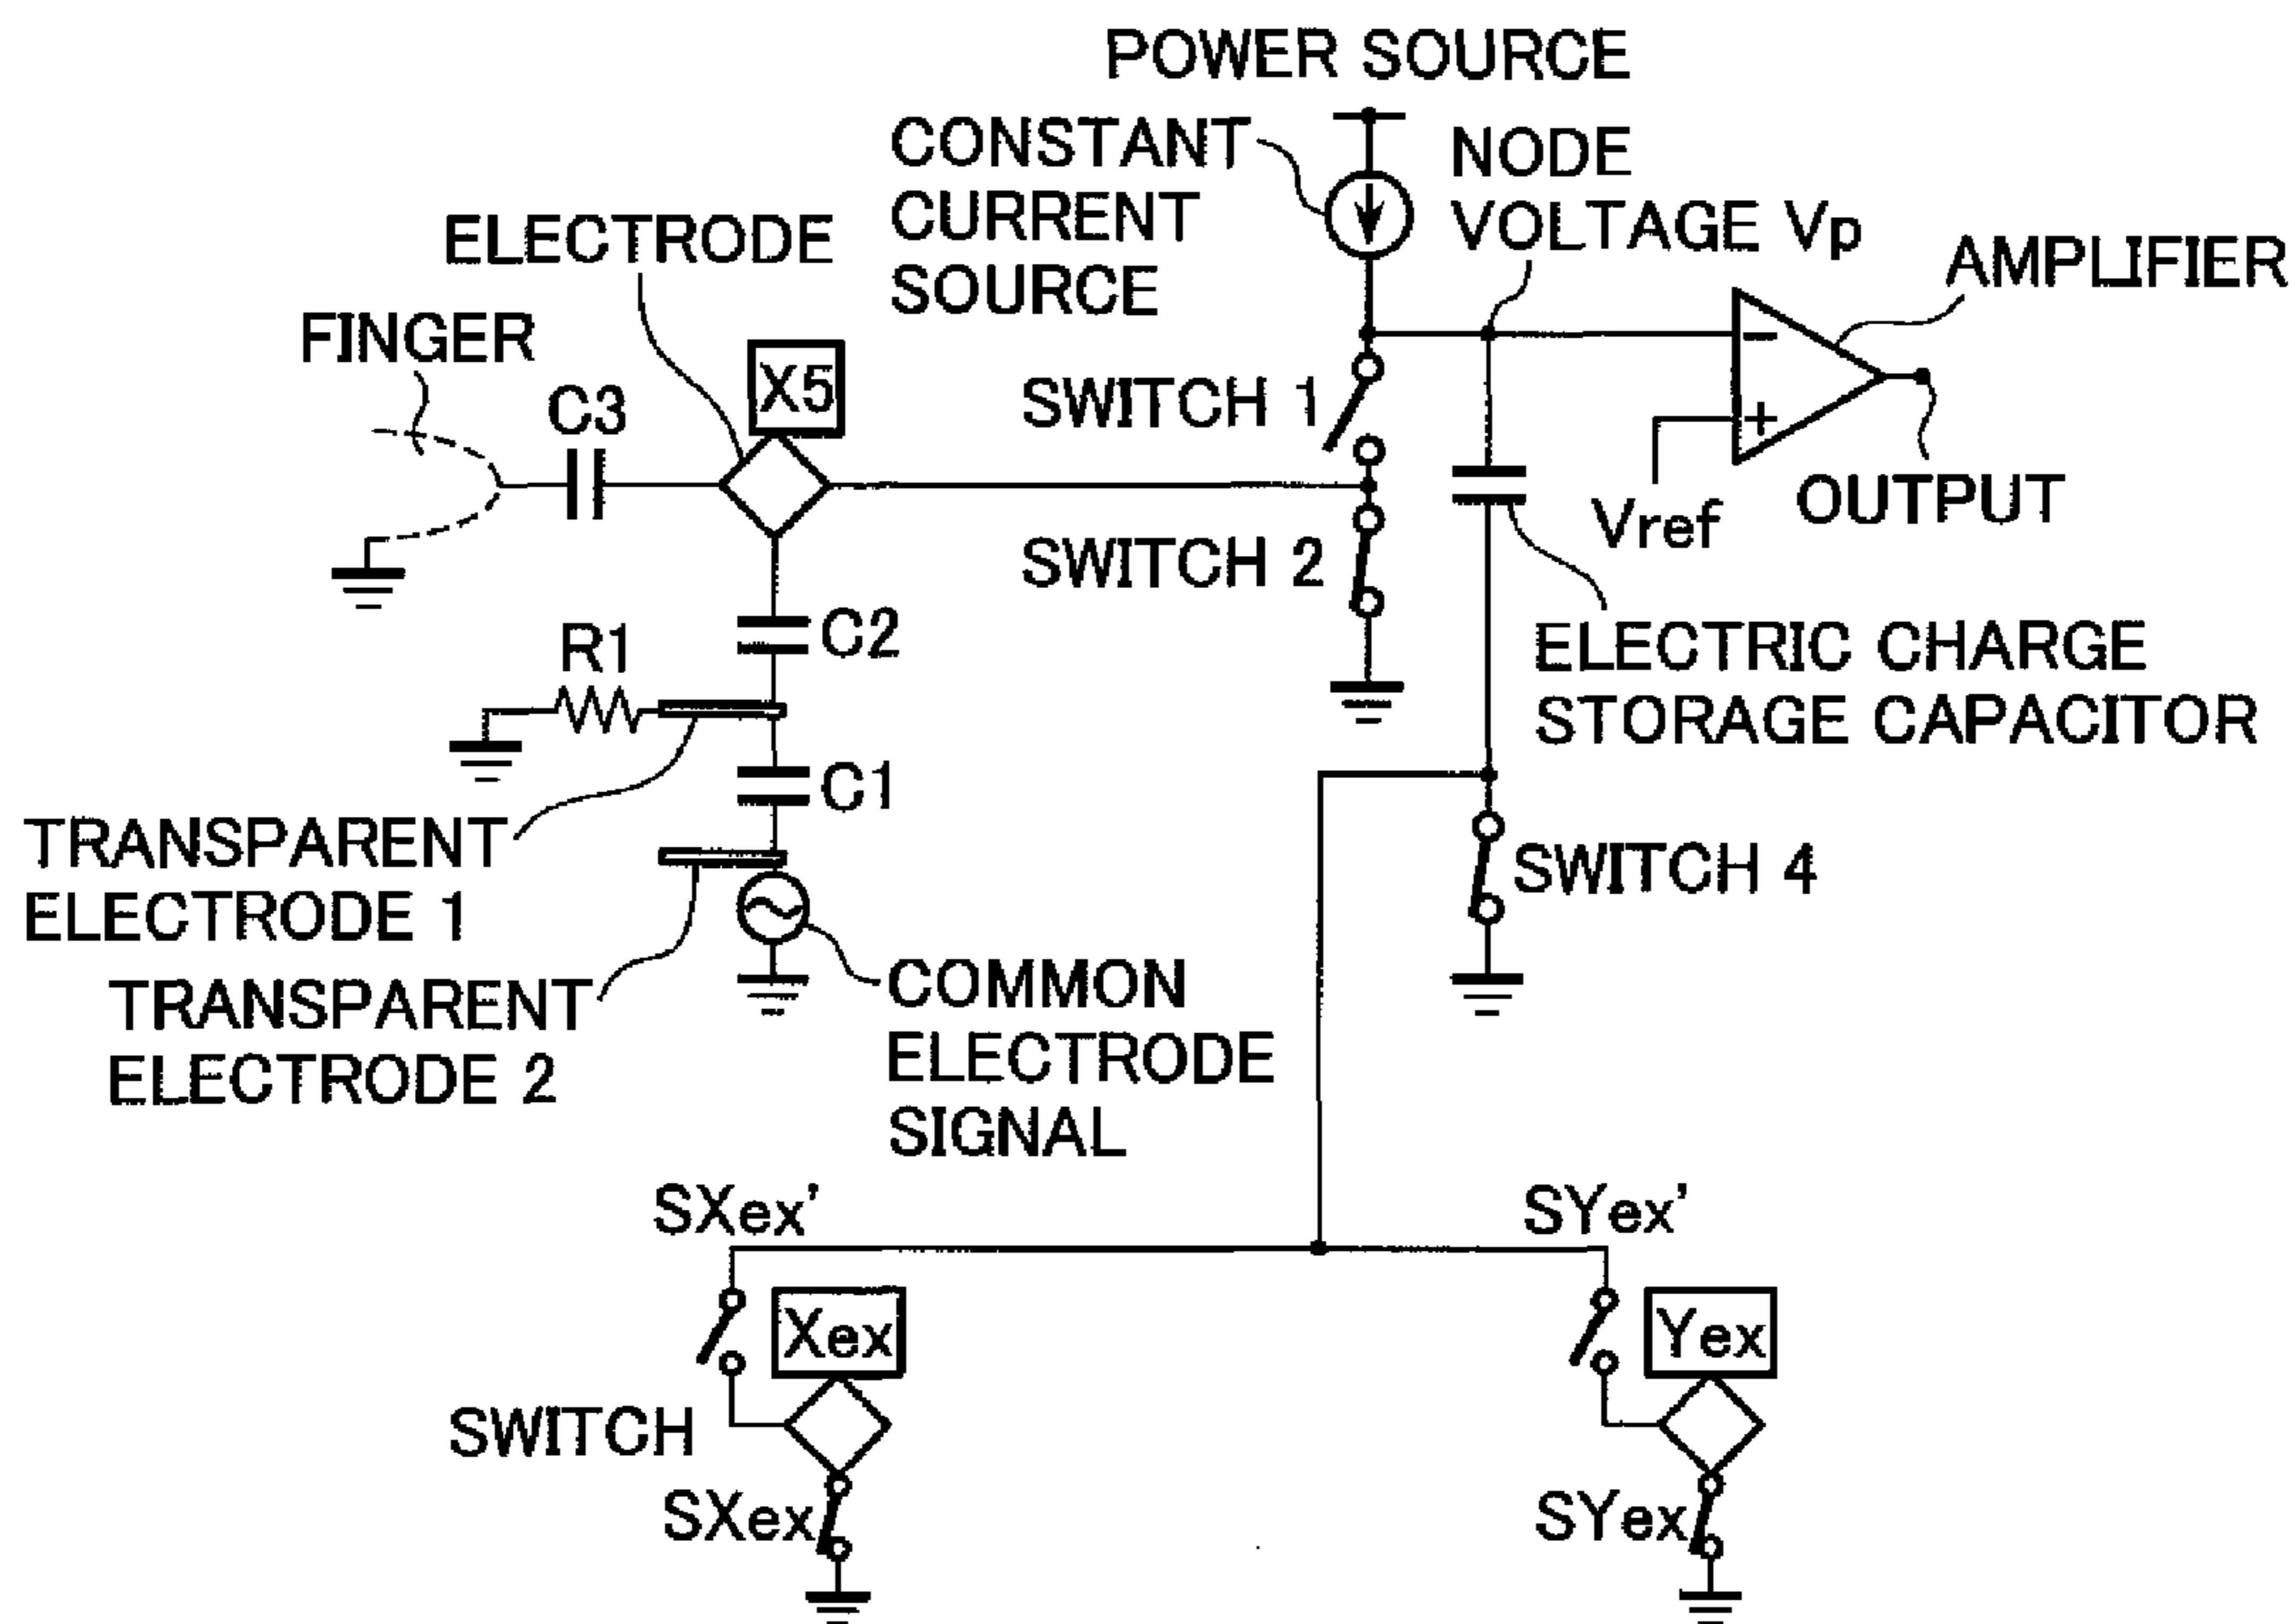 POWER SOURCE
CONSTANT
CURRENT
SOURCE
NODE
VOLTAGE Vp
AMPLIFIER
ELECTRODE
FINGER
C3
X5
SWITCH 1
−
+
Vref
OUTPUT
SWITCH 2
C2
R1
ELECTRIC CHARGE
STORAGE CAPACITOR
C1
TRANSPARENT
ELECTRODE 1
SWITCH 4
TRANSPARENT
ELECTRODE 2
COMMON
ELECTRODE
SIGNAL
SXex'
SYex'
Xex
Yex
SWITCH
SXex
SYex